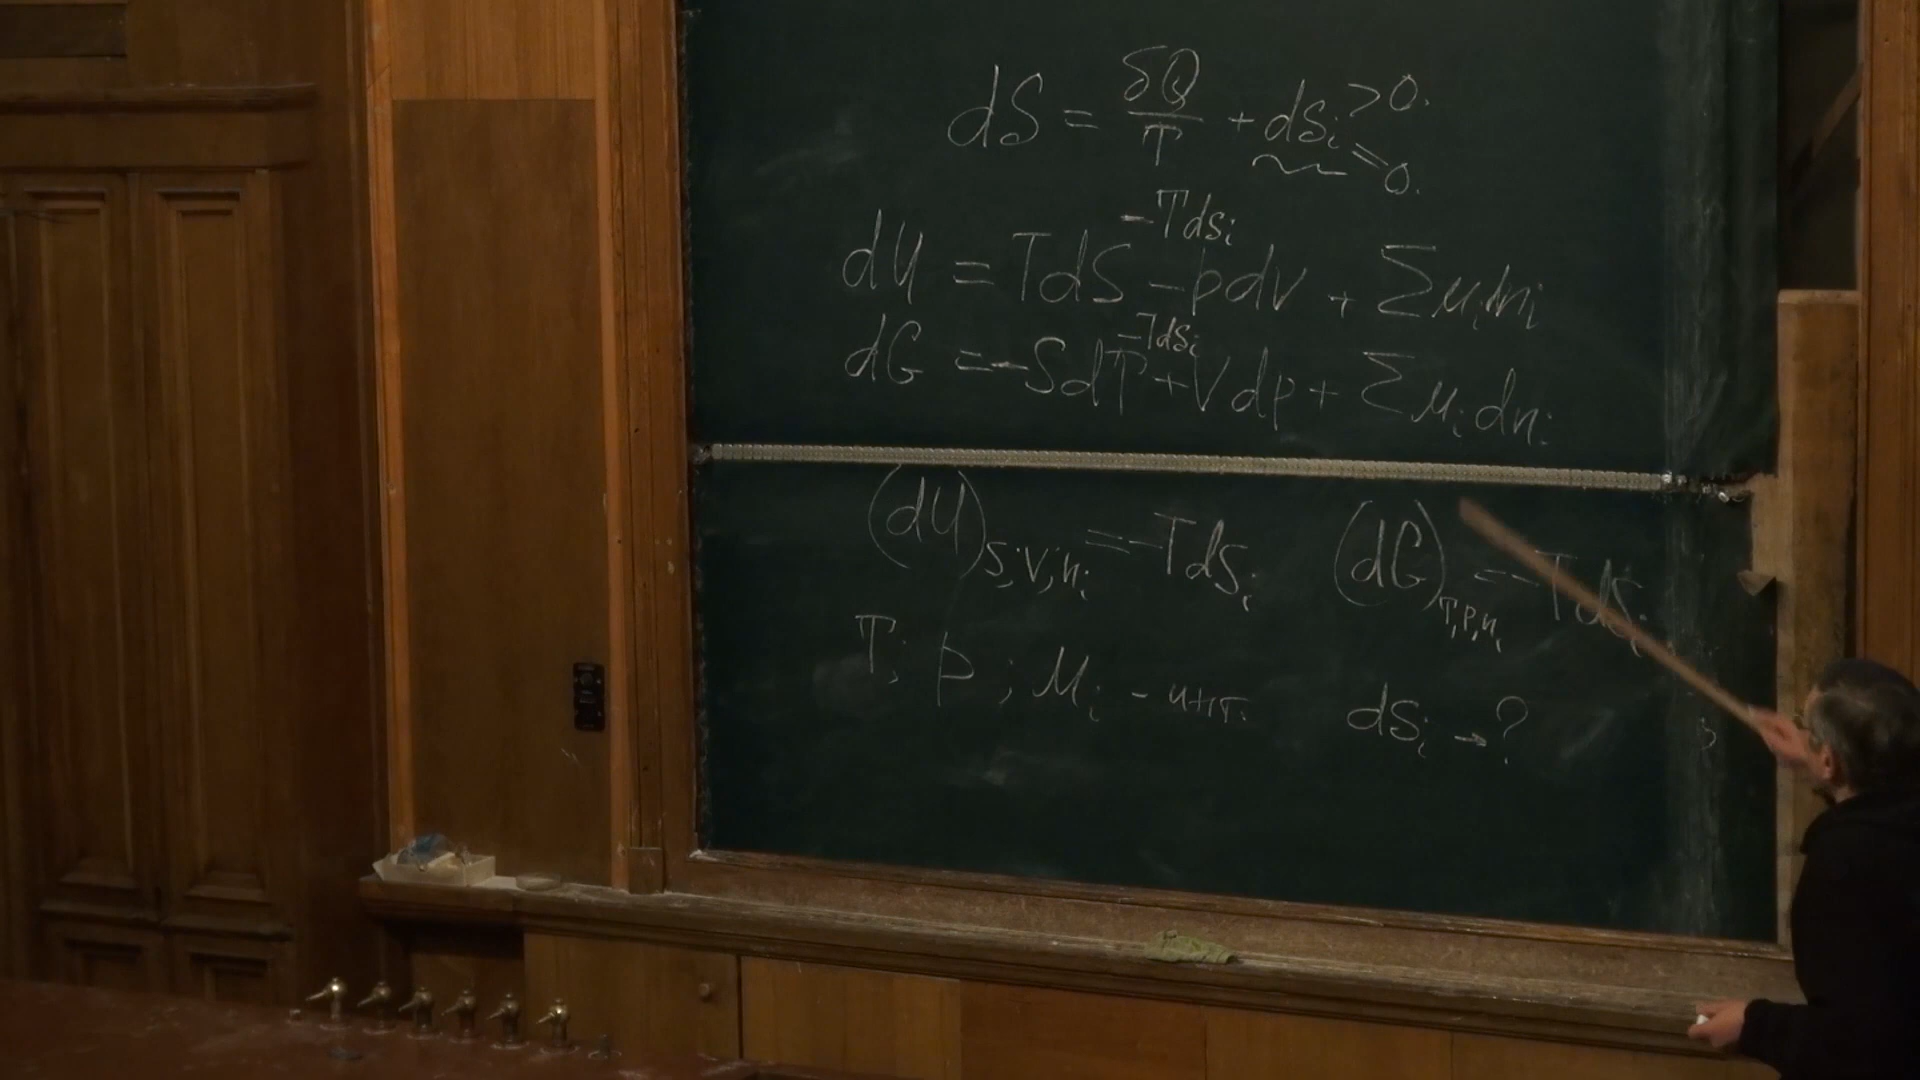 dS = δQ/T + dSi > 0. = 0.
-TdSi
dU = TdS - pdV + Σμidni
-TdSi
dG = -SdT + Vdp + Σμidni
(dU)S,V,ni = -TdSi (dG)T,p,ni = -TdSi
T; p; μi - инт. dSi → ?